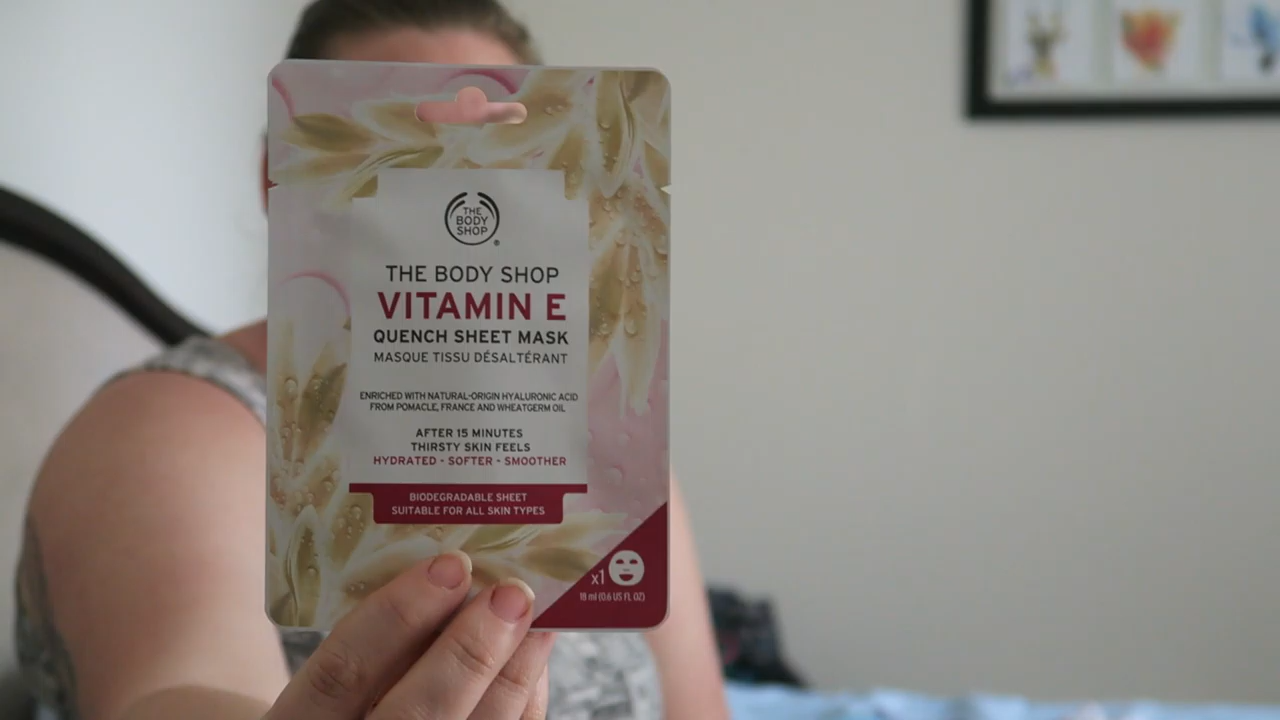 THE
BODY
SHOP
®
THE BODY SHOP
VITAMIN E
QUENCH SHEET MASK
MASQUE TISSU DÉSALTÉRANT
ENRICHED WITH NATURAL-ORIGIN HYALURONIC ACID
FROM POMACLE, FRANCE AND WHEATGERM OIL
AFTER 15 MINUTES
THIRSTY SKIN FEELS
HYDRATED - SOFTER - SMOOTHER
BIODEGRADABLE SHEET
SUITABLE FOR ALL SKIN TYPES
x1
18 ml (0.6 US FL OZ)